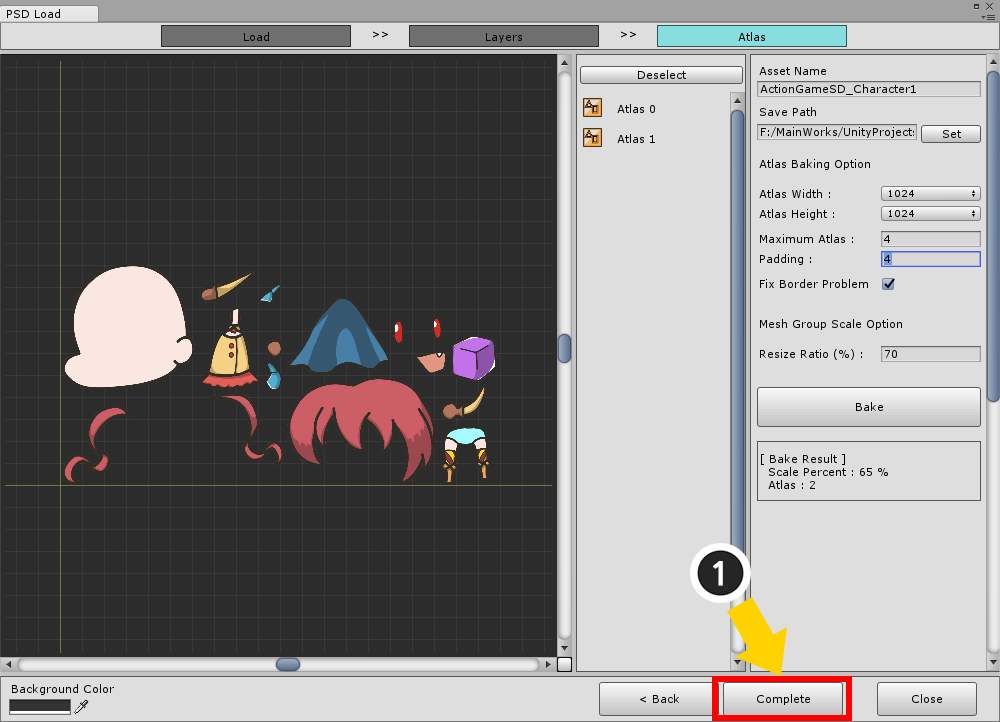 PSD Load
Load >> Layers >> Atlas
Deselect
Atlas 0
Atlas 1
Asset Name
ActionGameSD_Character1
Save Path
F:/MainWorks/UnityProjects Set
Atlas Baking Option
Atlas Width : 1024
Atlas Height : 1024
Maximum Atlas : 4
Padding : 4
Fix Border Problem
Mesh Group Scale Option
Resize Ratio (%) : 70
Bake
[ Bake Result ]
Scale Percent : 65 %
Atlas : 2
1
Background Color
< Back Complete Close